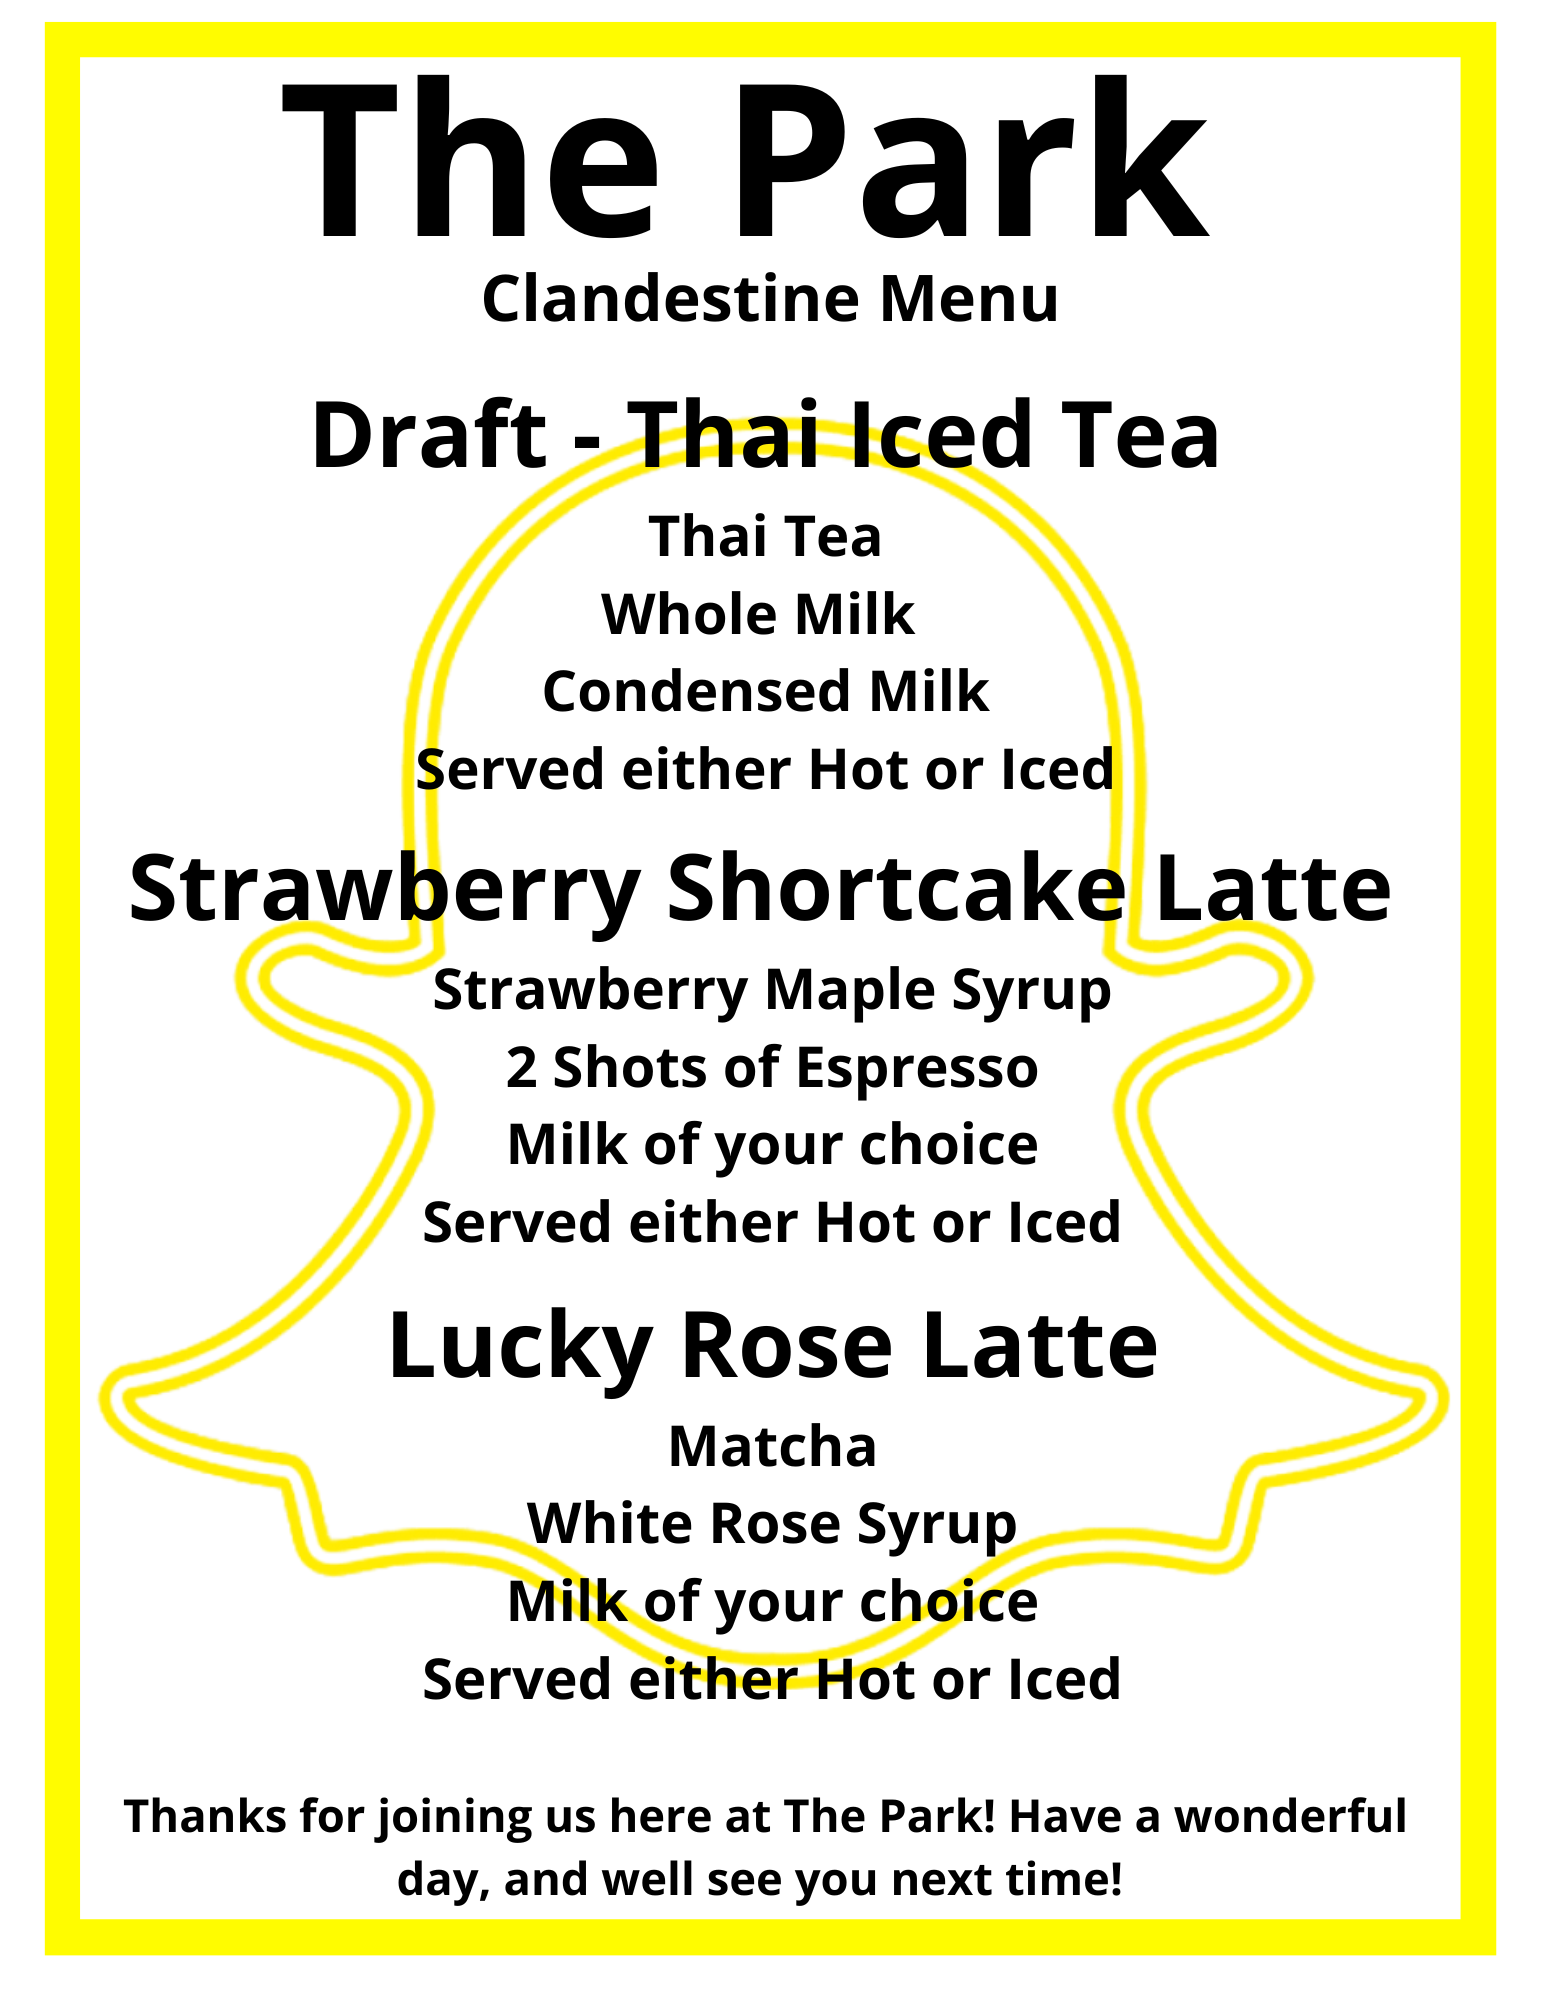 The Park
Clandestine Menu
Draft - Thai Iced Tea
Thai Tea
Whole Milk
Condensed Milk
Served either Hot or Iced
Strawberry Shortcake Latte
Strawberry Maple Syrup
2 Shots of Espresso
Milk of your choice
Served either Hot or Iced
Lucky Rose Latte
Matcha
White Rose Syrup
Milk of your choice
Served either Hot or Iced
Thanks for joining us here at The Park! Have a wonderful
day, and well see you next time!